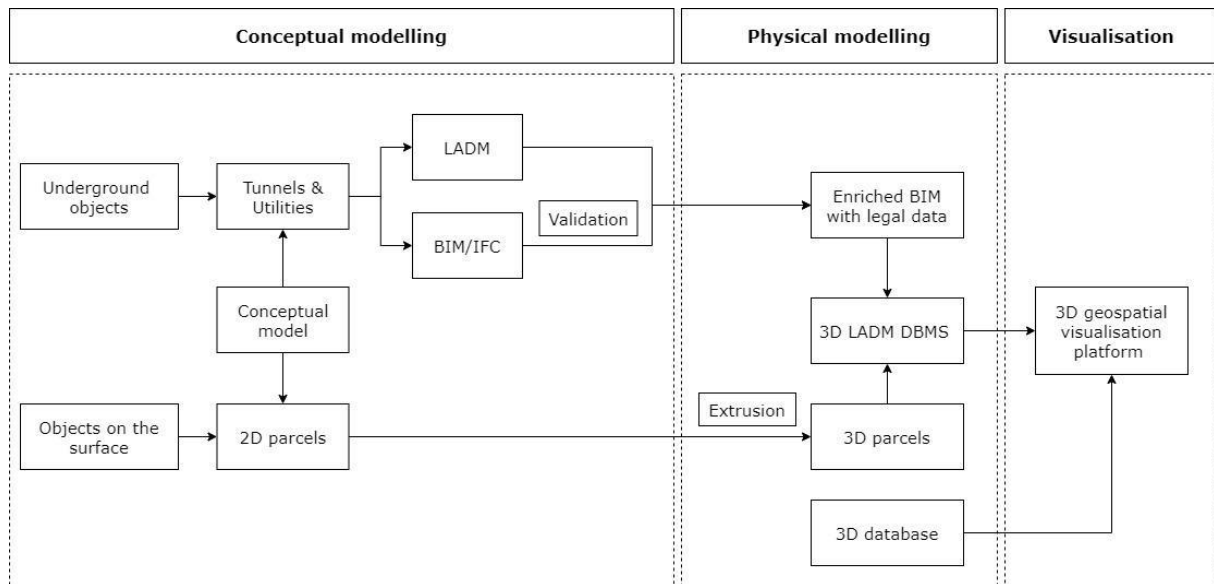 Conceptual modelling
Physical modelling
Visualisation
LADM
Underground
objects
Tunnels &
Utilities
Validation
Enriched BIM
with legal data
BIM/IFC
Conceptual
model
3D LADM DBMS
3D geospatial
visualisation
platform
Objects on the
surface
2D parcels
Extrusion
3D parcels
3D database